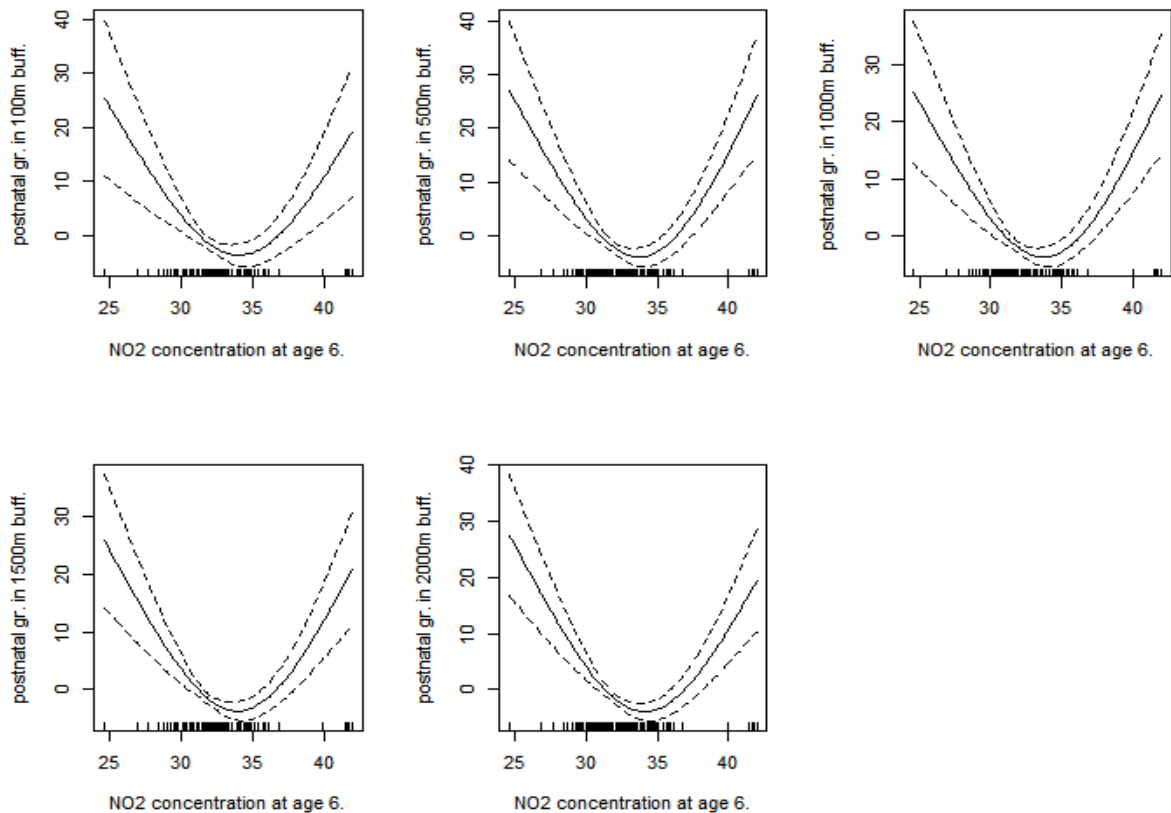 postnatal gr. in 100m buff.
40
30
20
10
0
25 30 35 40
NO2 concentration at age 6.
postnatal gr. in 500m buff.
40
30
20
10
0
25 30 35 40
NO2 concentration at age 6.
postnatal gr. in 1000m buff.
30
20
10
0
25 30 35 40
NO2 concentration at age 6.
postnatal gr. in 1500m buff.
30
20
10
0
25 30 35 40
NO2 concentration at age 6.
postnatal gr. in 2000m buff.
40
30
20
10
0
25 30 35 40
NO2 concentration at age 6.